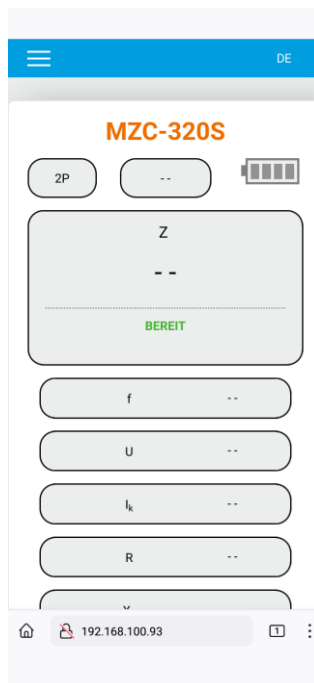 DE
MZC-320S
2P
--
Z
--
BEREIT
f --
U --
Ik --
R --
192.168.100.93
1